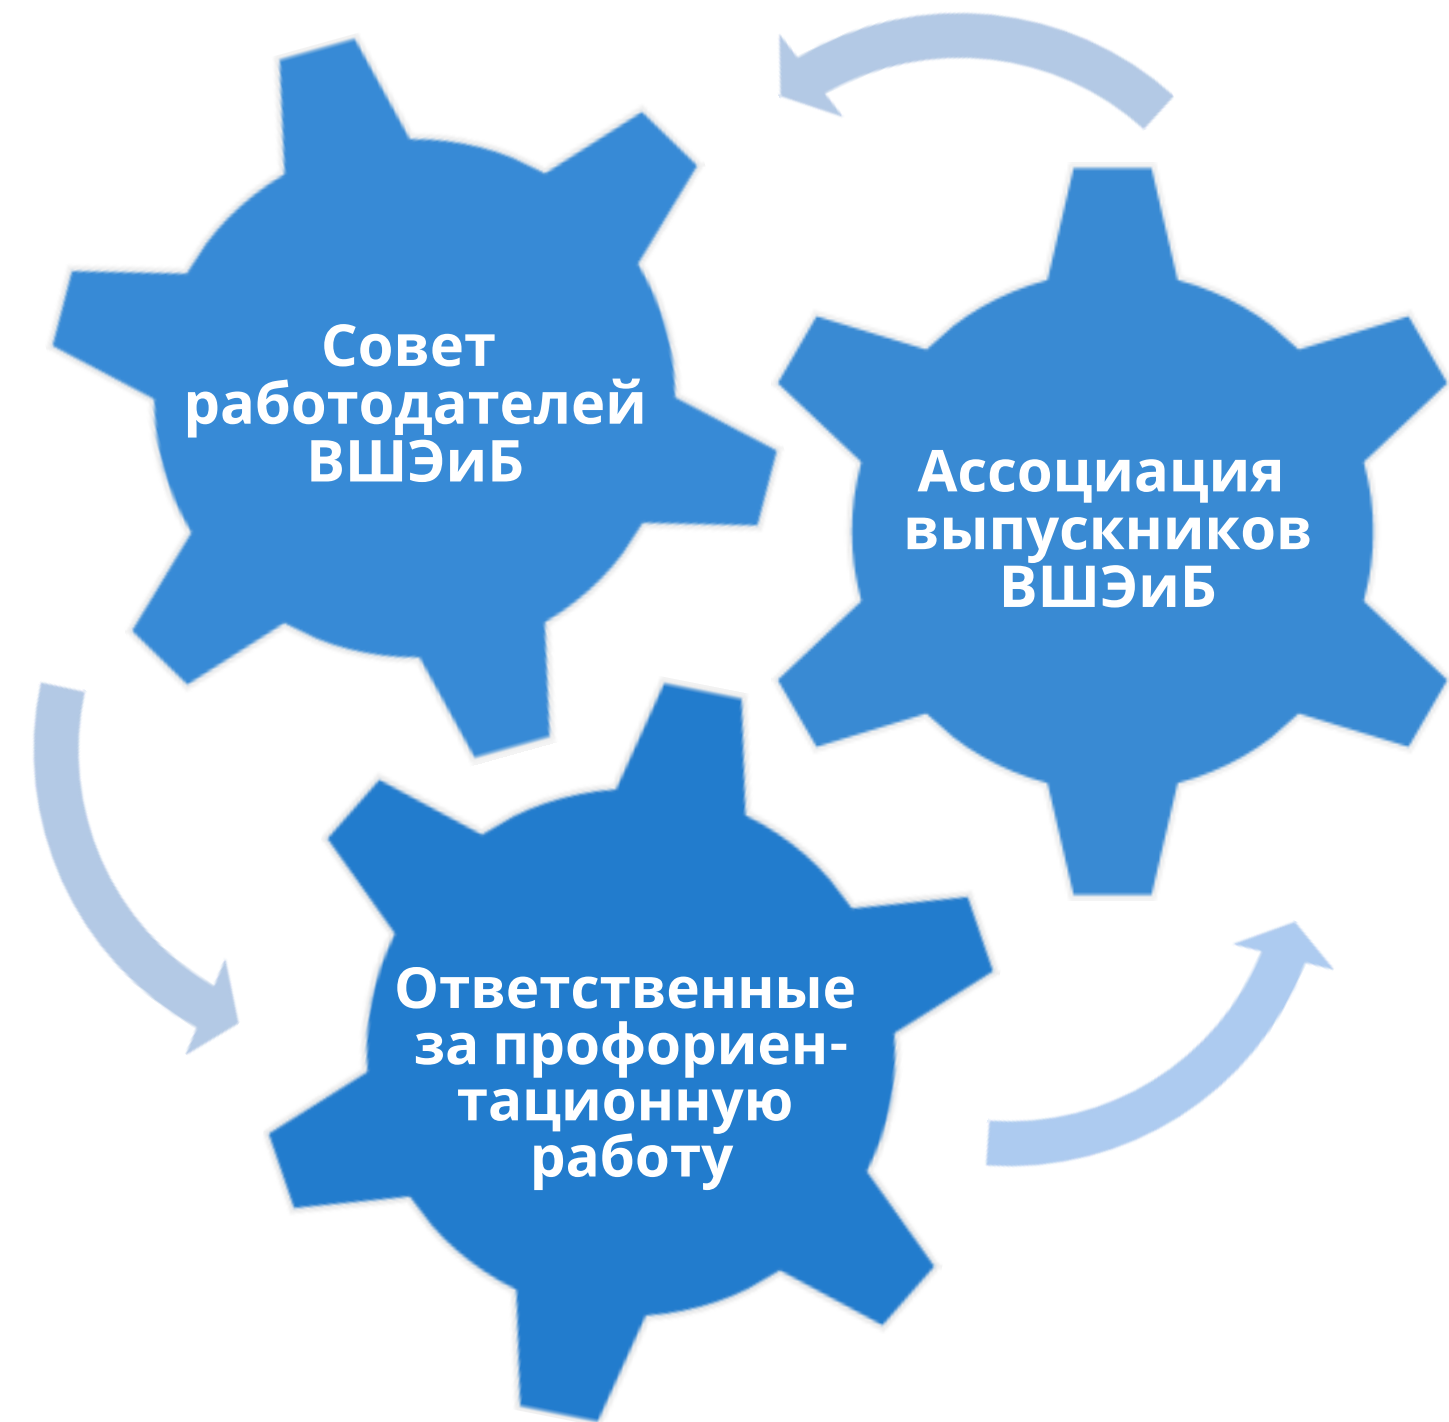 Совет
работодателей
ВШЭиБ
Ассоциация
выпускников
ВШЭиБ
Ответственные
за профориен-
тационную
работу